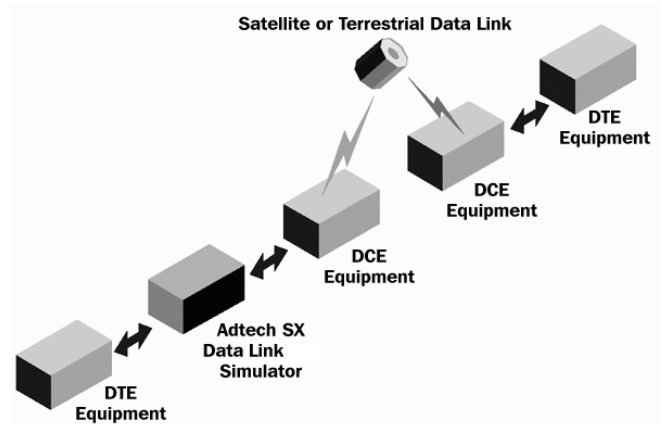 Satellite or Terrestrial Data Link
DTE
Equipment
DCE
Equipment
DCE
Equipment
Adtech SX
Data Link
Simulator
DTE
Equipment